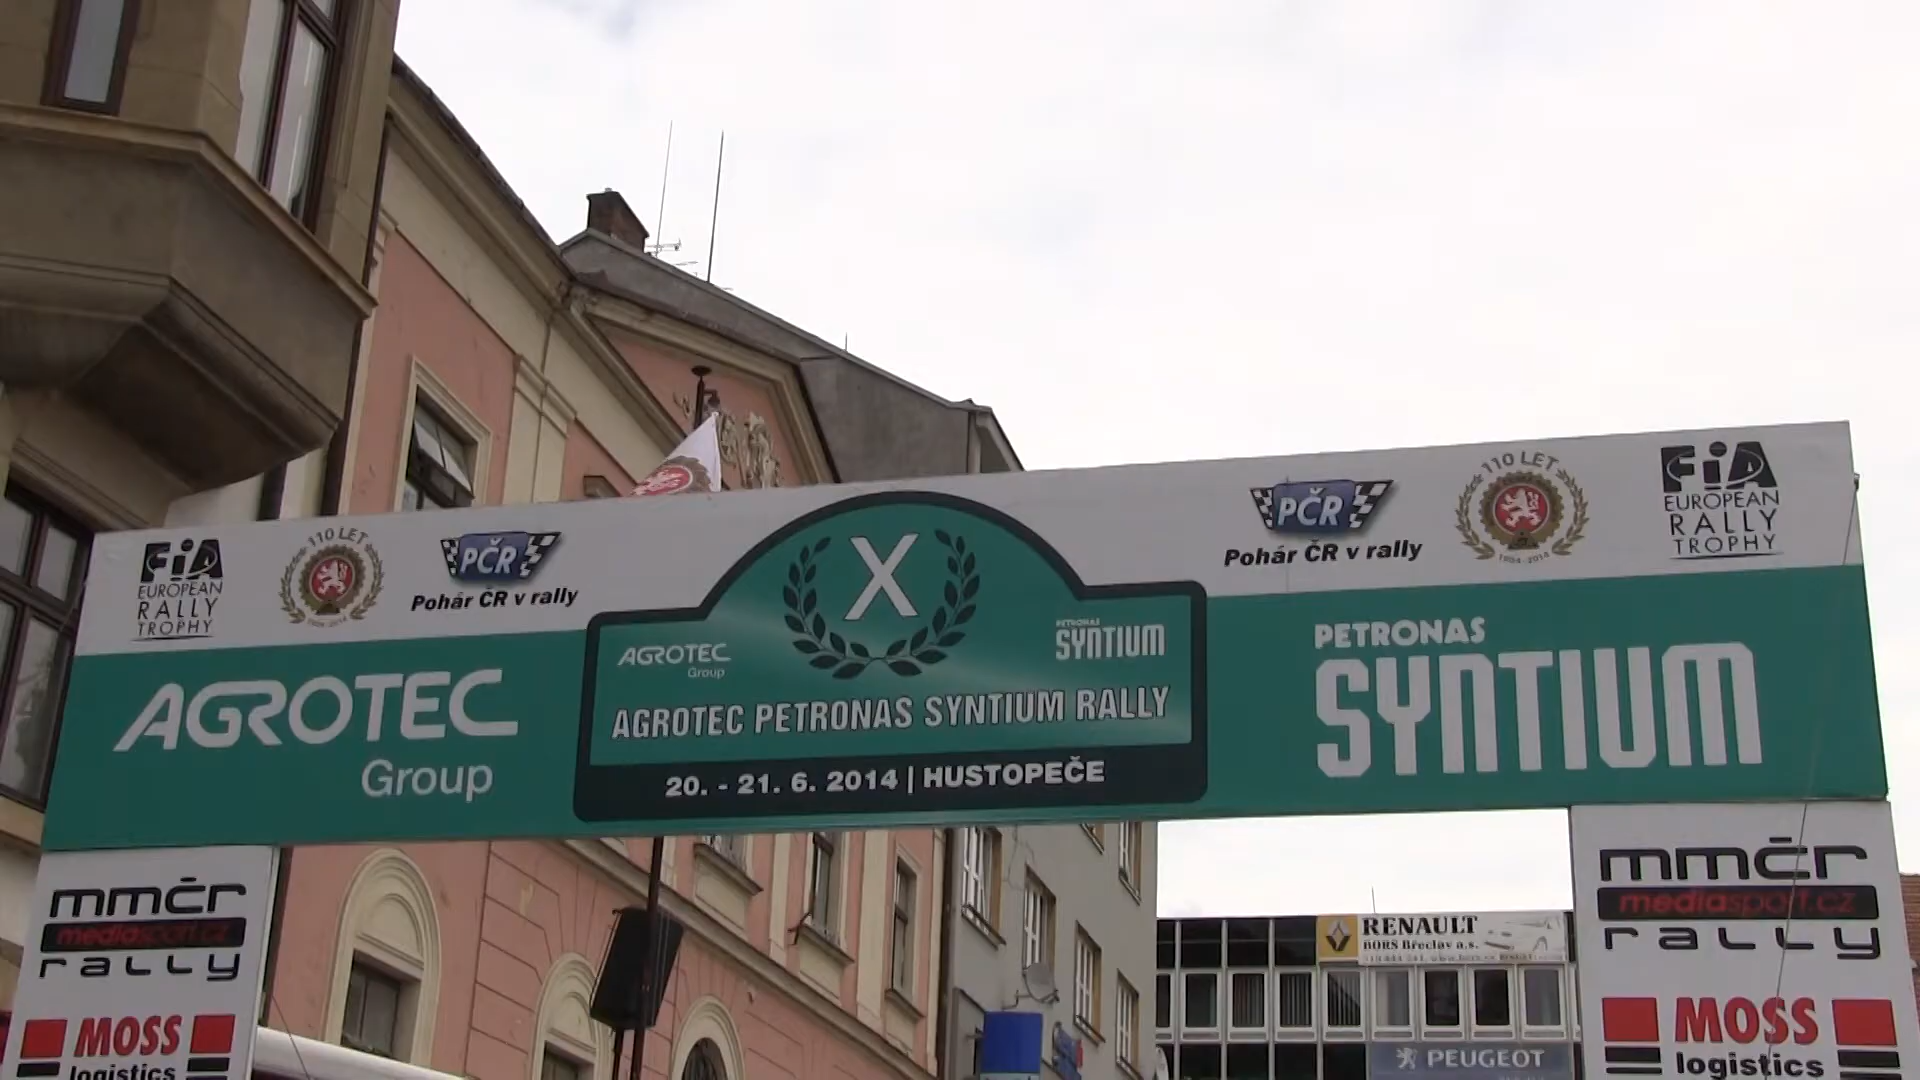 FiA
EUROPEAN
RALLY
TROPHY
110 LET
PČR
Pohár ČR v rally
X
PČR
Pohár ČR v rally
110 LET
1904-2014
FiA
EUROPEAN
RALLY
TROPHY
AGROTEC
Group
AGROTEC
Group
PETRONAS
SYNTIUM
AGROTEC PETRONAS SYNTIUM RALLY
20. - 21. 6. 2014 | HUSTOPEČE
PETRONAS
SYNTIUM
mmčr
mediasport.cz
rally
MOSS
logistics
RENAULT
BORS Břeclav a.s.
PEUGEOT
mmčr
mediasport.cz
rally
MOSS
logistics